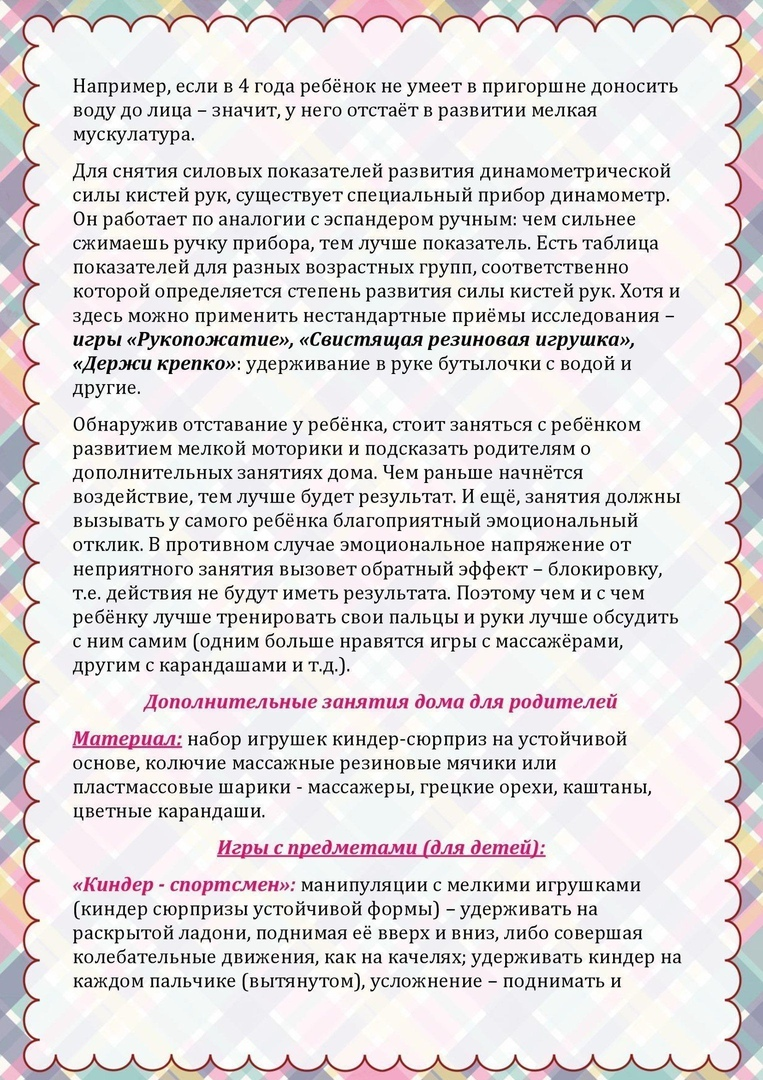 Например, если в 4 года ребёнок не умеет в пригоршне доносить
воду до лица – значит, у него отстаёт в развитии мелкая
мускулатура.
Для снятия силовых показателей развития динамометрической
силы кистей рук, существует специальный прибор динамометр.
Он работает по аналогии с эспандером ручным: чем сильнее
сжимаешь ручку прибора, тем лучше показатель. Есть таблица
показателей для разных возрастных групп, соответственно
которой определяется степень развития силы кистей рук. Хотя и
здесь можно применить нестандартные приёмы исследования –
игры «Рукопожатие», «Свистящая резиновая игрушка»,
«Держи крепко»: удерживание в руке бутылочки с водой и
другие.
Обнаружив отставание у ребёнка, стоит заняться с ребёнком
развитием мелкой моторики и подсказать родителям о
дополнительных занятиях дома. Чем раньше начнётся
воздействие, тем лучше будет результат. И ещё, занятия должны
вызывать у самого ребёнка благоприятный эмоциональный
отклик. В противном случае эмоциональное напряжение от
неприятного занятия вызовет обратный эффект – блокировку,
т.е. действия не будут иметь результата. Поэтому чем и с чем
ребёнку лучше тренировать свои пальцы и руки лучше обсудить
с ним самим (одним больше нравятся игры с массажёрами,
другим с карандашами и т.д.).
Дополнительные занятия дома для родителей
Материал: набор игрушек киндер-сюрприз на устойчивой
основе, колючие массажные резиновые мячики или
пластмассовые шарики - массажеры, грецкие орехи, каштаны,
цветные карандаши.
Игры с предметами (для детей):
«Киндер - спортсмен»: манипуляции с мелкими игрушками
(киндер сюрпризы устойчивой формы) – удерживать на
раскрытой ладони, поднимая её вверх и вниз, либо совершая
колебательные движения, как на качелях; удерживать киндер на
каждом пальчике (вытянутом), усложнение – поднимать и